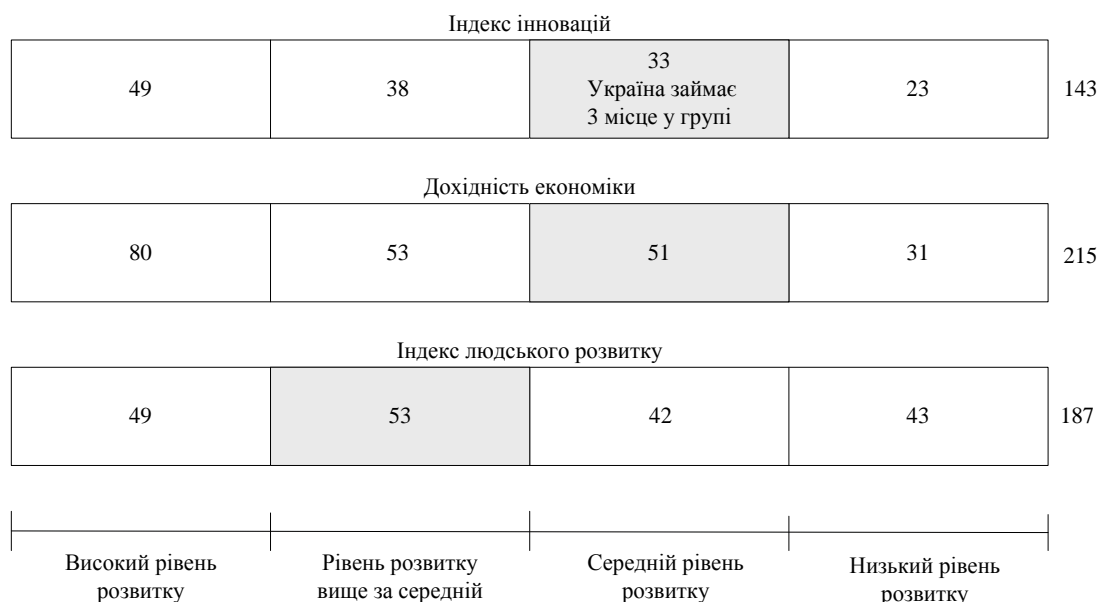 Індекс інновацій
49
38
33
Україна займає
3 місце у групі
23
143
Дохідність економіки
80
53
51
31
215
Індекс людського розвитку
49
53
42
43
187
Високий рівень
розвитку
Рівень розвитку
вище за середній
Середній рівень
розвитку
Низький рівень
розвитку